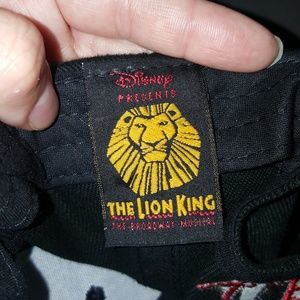 Disney
PRESENTS
THE LION KING
THE BROADWAY MUSICAL